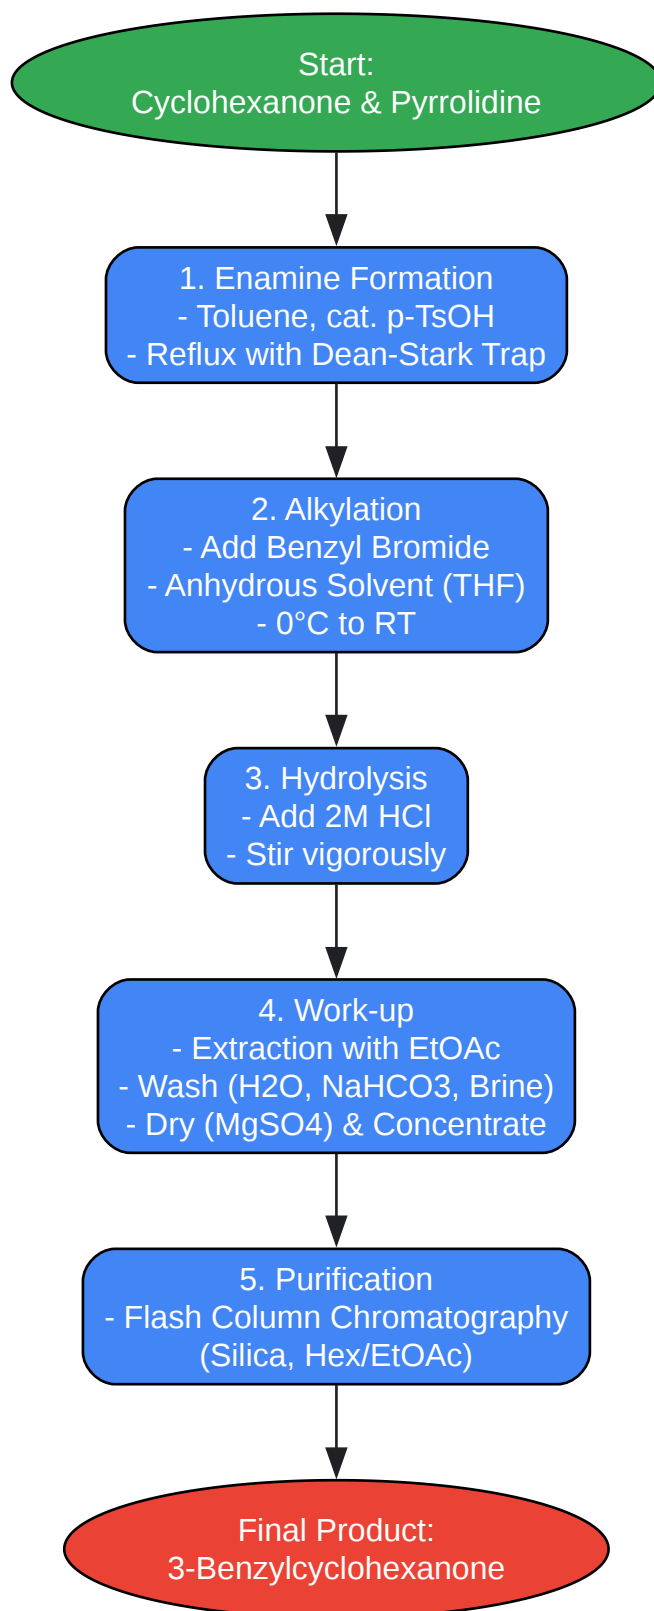 Start:
Cyclohexanone & Pyrrolidine
1. Enamine Formation
- Toluene, cat. p-TsOH
- Reflux with Dean-Stark Trap
2. Alkylation
- Add Benzyl Bromide
- Anhydrous Solvent (THF)
- 0°C to RT
3. Hydrolysis
- Add 2M HCl
- Stir vigorously
4. Work-up
- Extraction with EtOAc
- Wash (H2O, NaHCO3, Brine)
- Dry (MgSO4) & Concentrate
5. Purification
- Flash Column Chromatography
(Silica, Hex/EtOAc)
Final Product:
3-Benzylcyclohexanone